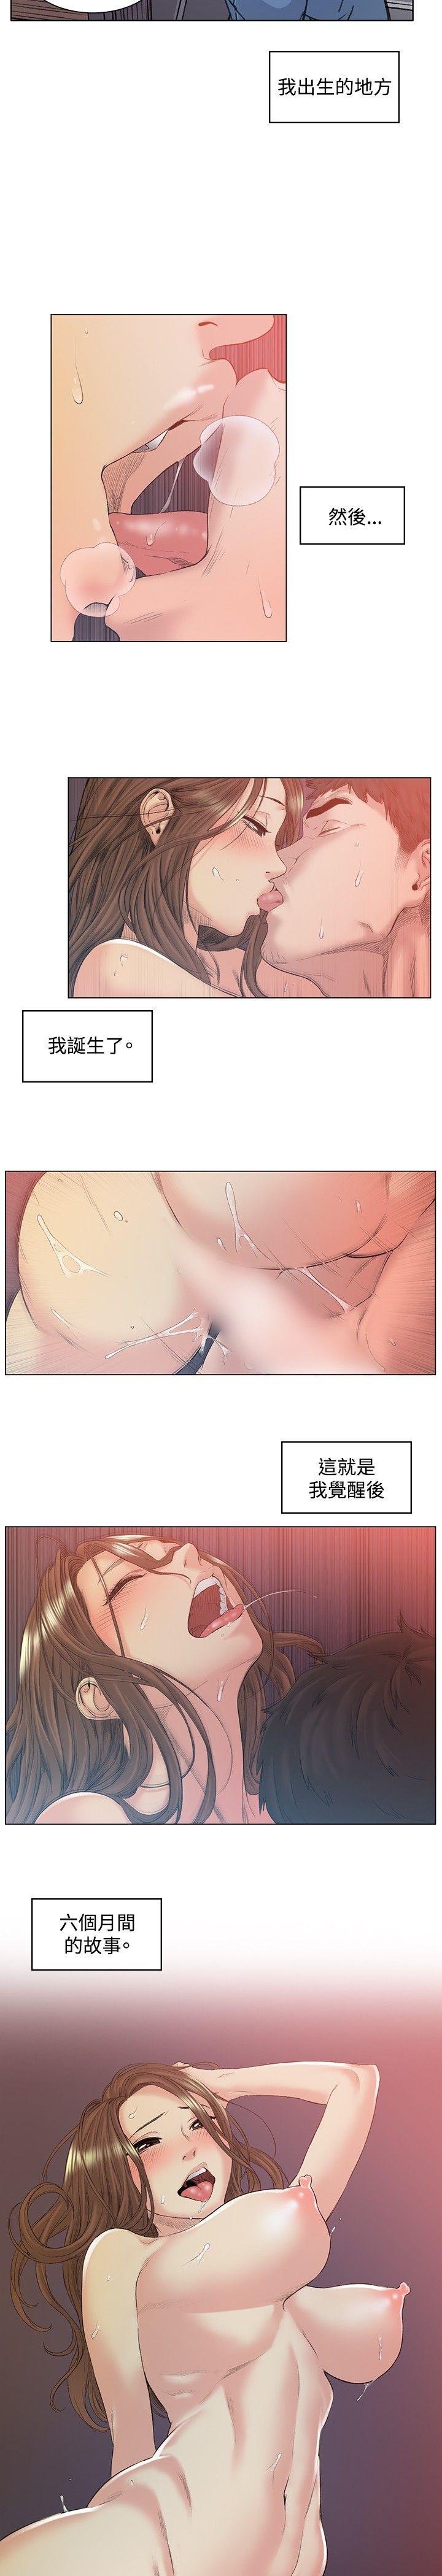 我出生的地方
然後...
我誕生了。
這就是
我覺醒後
六個月間
的故事。